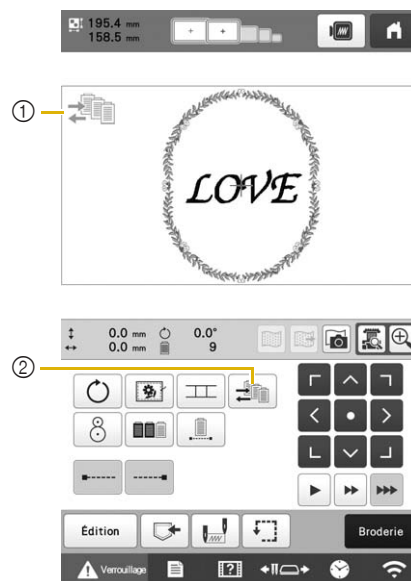 195.4 mm
158.5 mm
①
LOVE
0.0 mm 0.0°
0.0 mm 9
②
Édition
Broderie
Verrouillage